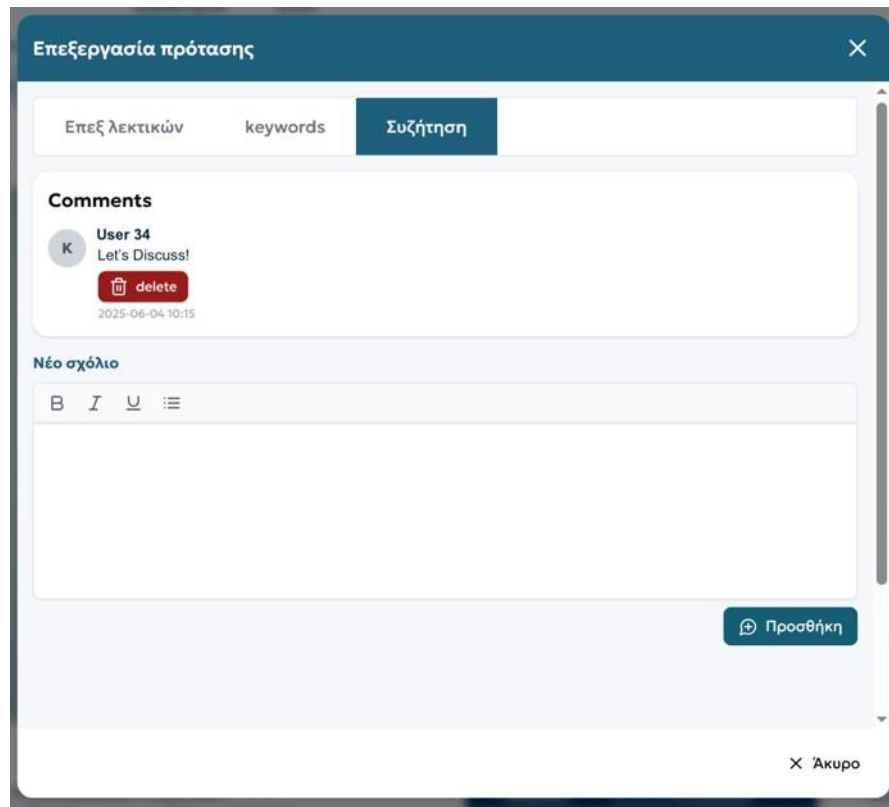 Επεξεργασία πρότασης
Επεξ λεκτικών keywords Συζήτηση
Comments
K
User 34
Let's Discuss!
delete
2025-06-04 10:15
Νέο σχόλιο
B I U
Προσθήκη
Άκυρο